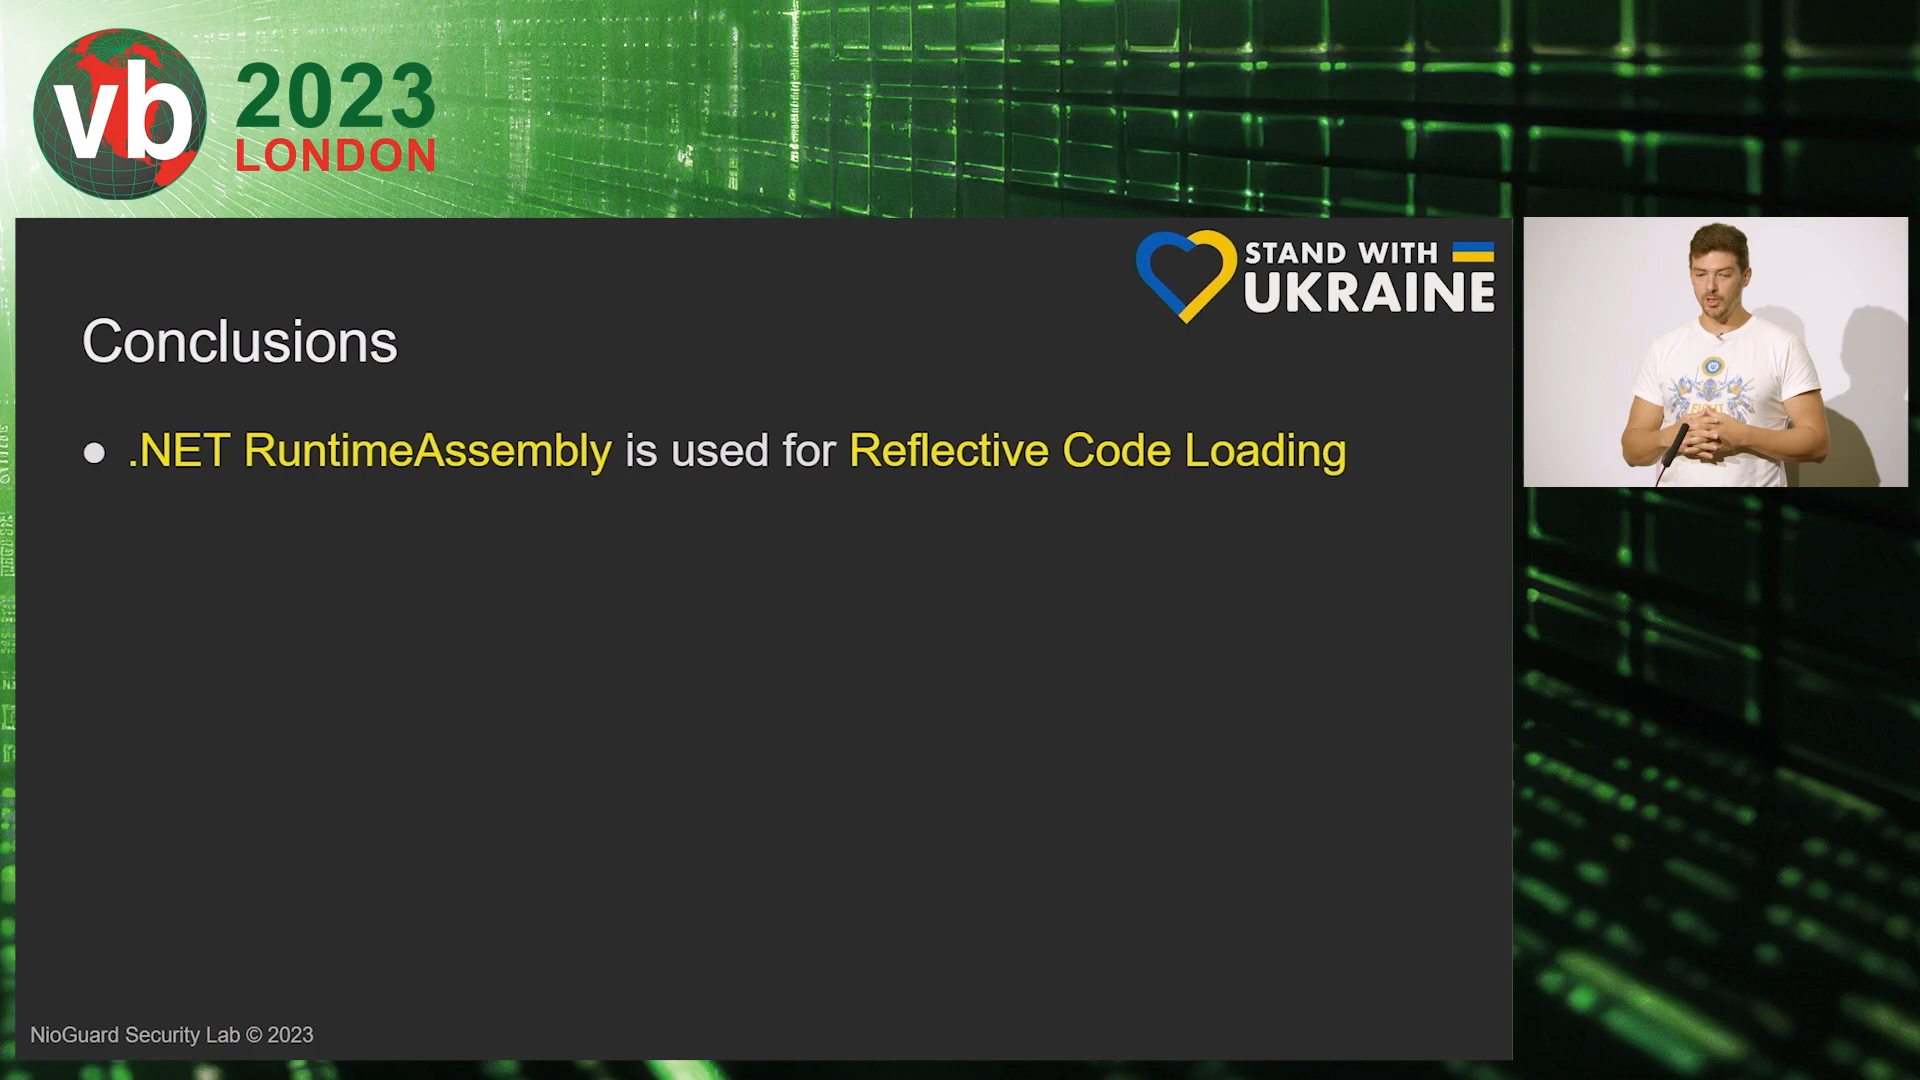 vb
2023
LONDON
STAND WITH
UKRAINE
Conclusions
.NET RuntimeAssembly is used for Reflective Code Loading
FIGHT
NioGuard Security Lab © 2023